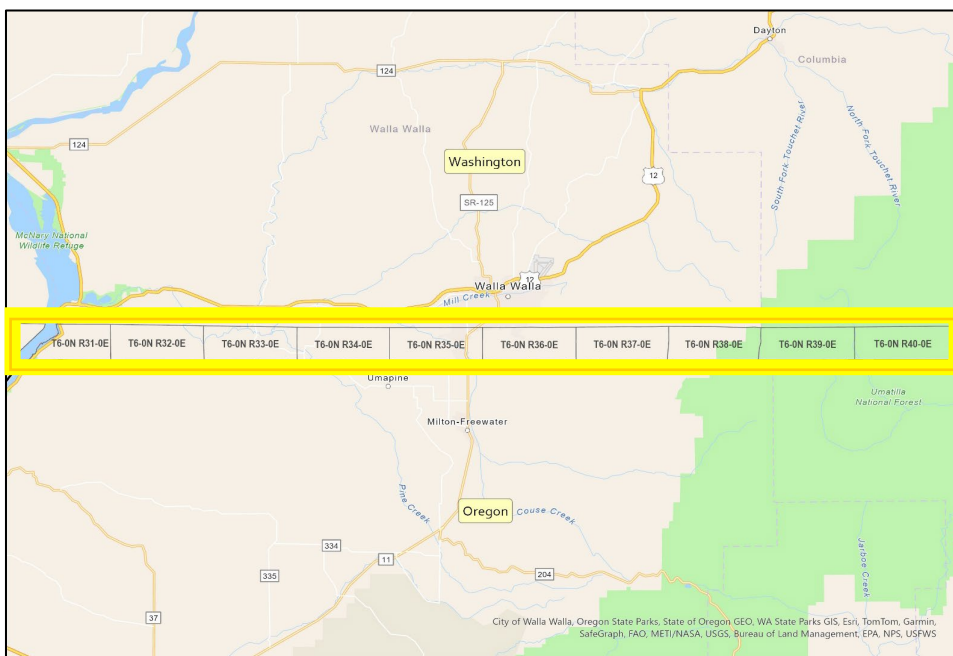 Dayton
Columbia
124
Walla Walla
124
Washington
12
South Fork Touchet River
North Fork Touchet River
SR-125
McNary National
Wildlife Refuge
12
Walla Walla
Mill Creek
T6-0N R31-0E
T6-0N R32-0E
T6-0N R33-0E
T6-0N R34-0E
T6-0N R35-0E
T6-0N R36-0E
T6-0N R37-0E
T6-0N R38-0E
T6-0N R39-0E
T6-0N R40-0E
Umapine
Umatilla
National Forest
Milton-Freewater
Pine Creek
Oregon
Couse Creek
334
11
335
204
Jarboe Creek
37
City of Walla Walla, Oregon State Parks, State of Oregon GEO, WA State Parks GIS, Esri, TomTom, Garmin,
SafeGraph, FAO, METI/NASA, USGS, Bureau of Land Management, EPA, NPS, USFWS